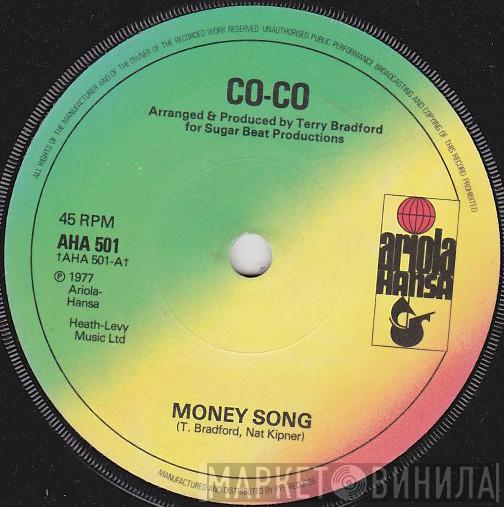 ALL RIGHTS OF THE MANUFACTURER AND OF THE OWNER OF THE RECORDED WORK RESERVED UNAUTHORISED PUBLIC PERFORMANCE BROADCASTING AND COPYING OF THIS RECORD PROHIBITED
CO-CO
Arranged & Produced by Terry Bradford
for Sugar Beat Productions
45 RPM
AHA 501
†AHA 501-A†
℗ 1977
Ariola-
Hansa
Heath-Levy
Music Ltd
ariola
HANSA
MONEY SONG
(T. Bradford, Nat Kipner)
MANUFACTURED AND DISTRIBUTED BY PYE RECORDS
МАРКЕТ ВИНИЛА